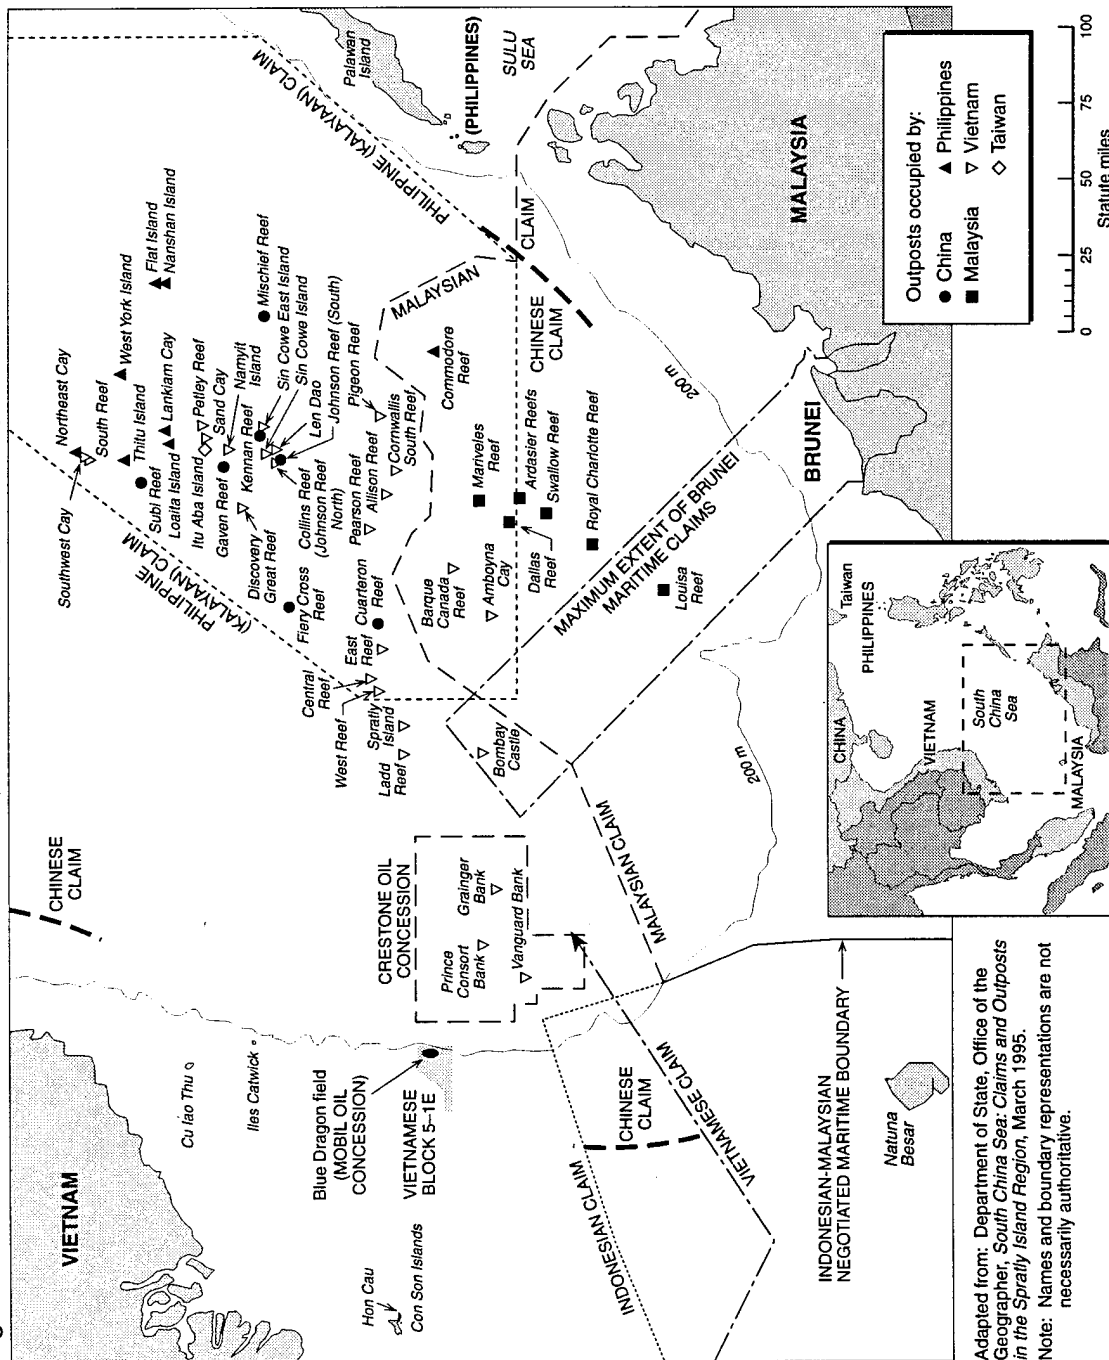 VIETNAM
Cu lao Thu
Iles Catwick
Hon Cau
Con Son Islands
Blue Dragon field
(MOBIL OIL
CONCESSION)
VIETNAMESE
BLOCK 5–1E
CHINESE
CLAIM
CRESTONE OIL
CONCESSION
Prince
Consort
Bank
Grainger
Bank
Vanguard Bank
INDONESIAN CLAIM
CHINESE
CLAIM
VIETNAMESE CLAIM
MALAYSIAN CLAIM
INDONESIAN-MALAYSIAN
NEGOTIATED MARITIME BOUNDARY
Natuna
Besar
200 m
Southwest Cay
Northeast Cay
South Reef
West York Island
Thitu Island
Flat Island
Nanshan Island
Subl Reef
Loaita Island
Lankiam Cay
Itu Aba Island
Petley Reef
Sand Cay
Gaven Reef
Namyit
Island
Discovery
Great Reef
Kennan Reef
Mischief Reef
Sin Cowe East Island
Sin Cowe Island
Len Dao
Johnson Reef (South)
Collins Reef
(Johnson Reef
North)
Fiery Cross
Reef
PHILIPPINE
(KALAYAAN) CLAIM
PHILIPPINE (KALAYAAN) CLAIM
Palawan
Island
(PHILIPPINES)
SULU
SEA
Pigeon Reef
Cornwallis
South Reef
Allison Reef
Pearson Reef
Cuarteron
Reef
East
Reef
Central
Reef
West Reef
Spratly
Island
Ladd
Reef
MALAYSIAN
CLAIM
Commodore
Reef
Mariveles
Reef
Barque
Canada
Reef
Amboyna
Cay
Bombay
Castle
Ardasier Reefs
Swallow Reef
Dallas
Reef
Royal Charlotte Reef
Louisa
Reef
CHINESE
CLAIM
MAXIMUM EXTENT OF BRUNEI
MARITIME CLAIMS
200 m
BRUNEI
MALAYSIA
Outposts occupied by:
China
Philippines
Malaysia
Vietnam
Taiwan
0 25 50 75 100
Statute miles
CHINA
Taiwan
PHILIPPINES
VIETNAM
South
China
Sea
MALAYSIA
Adapted from: Department of State, Office of the
Geographer, South China Sea: Claims and Outposts
in the Spratly Island Region, March 1995.
Note: Names and boundary representations are not
necessarily authoritative.